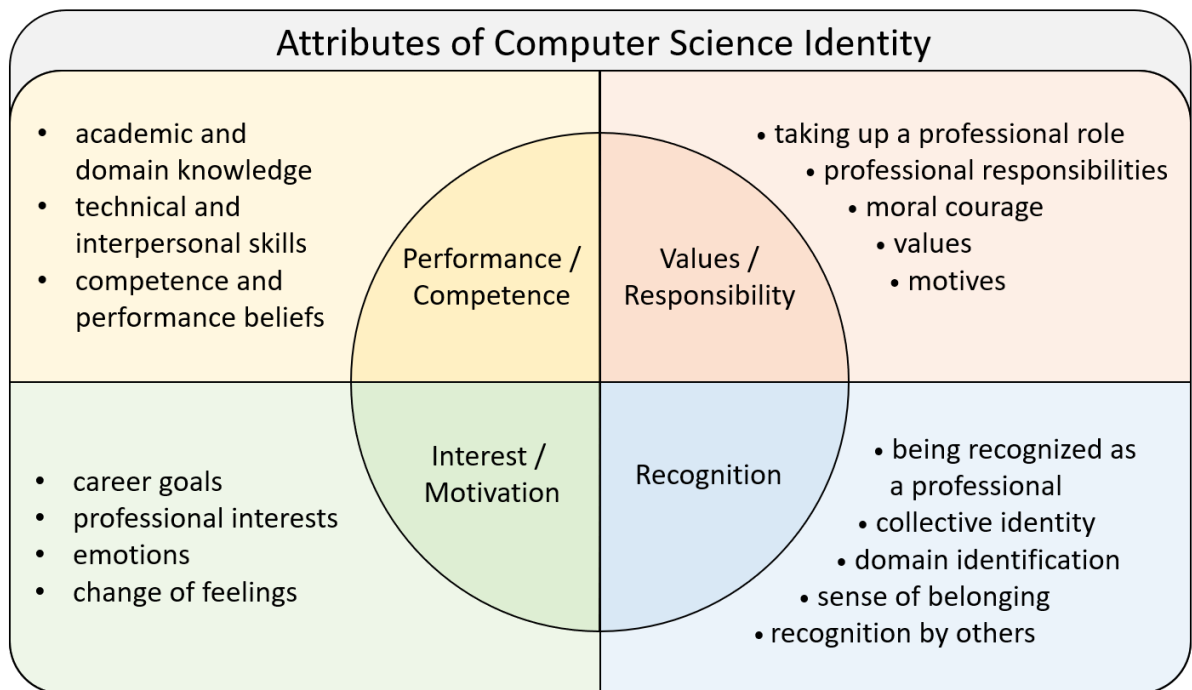 Attributes of Computer Science Identity
• academic and
domain knowledge
• technical and
interpersonal skills
• competence and
performance beliefs
Performance /
Competence
Values /
Responsibility
• taking up a professional role
• professional responsibilities
• moral courage
• values
• motives
• career goals
• professional interests
• emotions
• change of feelings
Interest /
Motivation
Recognition
• being recognized as
a professional
• collective identity
• domain identification
• sense of belonging
• recognition by others